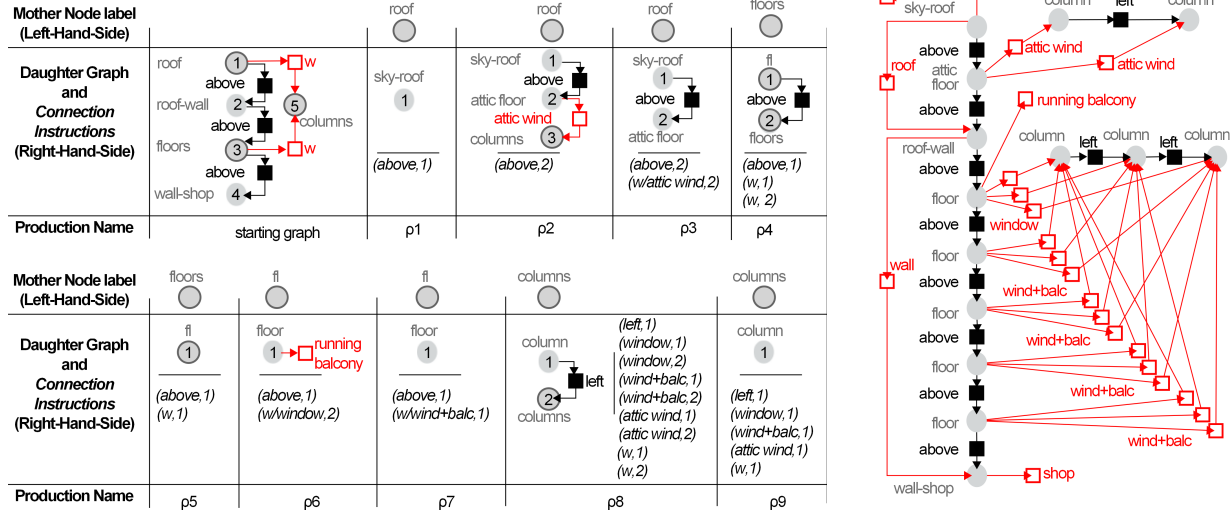 Mother Node label
(Left-Hand-Side)
roof
roof
roof
floors
Daughter Graph
and
Connection
Instructions
(Right-Hand-Side)
roof
1
w
above
roof-wall
2
5
columns
above
floors
3
w
above
wall-shop
4
sky-roof
1
(above,1)
sky-roof
1
above
attic floor
2
attic wind
columns
3
(above,2)
sky-roof
1
above
2
attic floor
(above,2)
(w/attic wind,2)
fl
1
above
2
floors
(above,1)
(w,1)
(w, 2)
Production Name
starting graph
ρ1
ρ2
ρ3
ρ4
Mother Node label
(Left-Hand-Side)
floors
fl
fl
columns
columns
Daughter Graph
and
Connection
Instructions
(Right-Hand-Side)
fl
1
(above,1)
(w,1)
floor
1
running
balcony
(above,1)
(w/window,2)
floor
1
(above,1)
(w/wind+balc,1)
column
1
left
2
columns
(left,1)
(window,1)
(window,2)
(wind+balc,1)
(wind+balc,2)
(attic wind,1)
(attic wind,2)
(w,1)
(w,2)
column
1
(left,1)
(window,1)
(wind+balc,1)
(attic wind,1)
(w,1)
Production Name
ρ5
ρ6
ρ7
ρ8
ρ9
sky-roof
column
left
column
above
attic wind
roof
attic
floor
attic wind
above
running balcony
roof-wall
column
left
column
left
column
above
floor
window
above
floor
wall
above
wind+balc
floor
above
wind+balc
floor
above
wind+balc
floor
above
wind+balc
shop
wall-shop